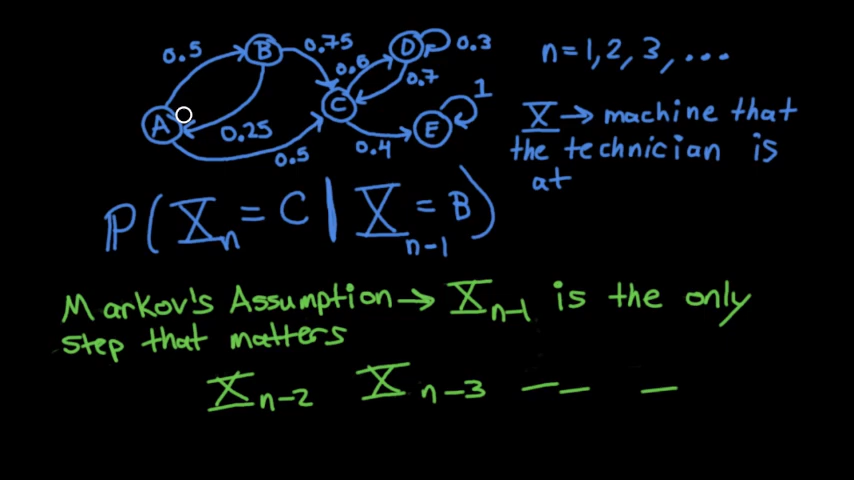 0.5 B 0.75 D 0.3
0.6
0.7
A C E 1
0.25
0.5 0.4
n=1,2,3,...
X → machine that
the technician is
at
P(Xn = C | Xn-1 = B)
Markov's Assumption → Xn-1 is the only
step that matters
Xn-2 Xn-3 — — —